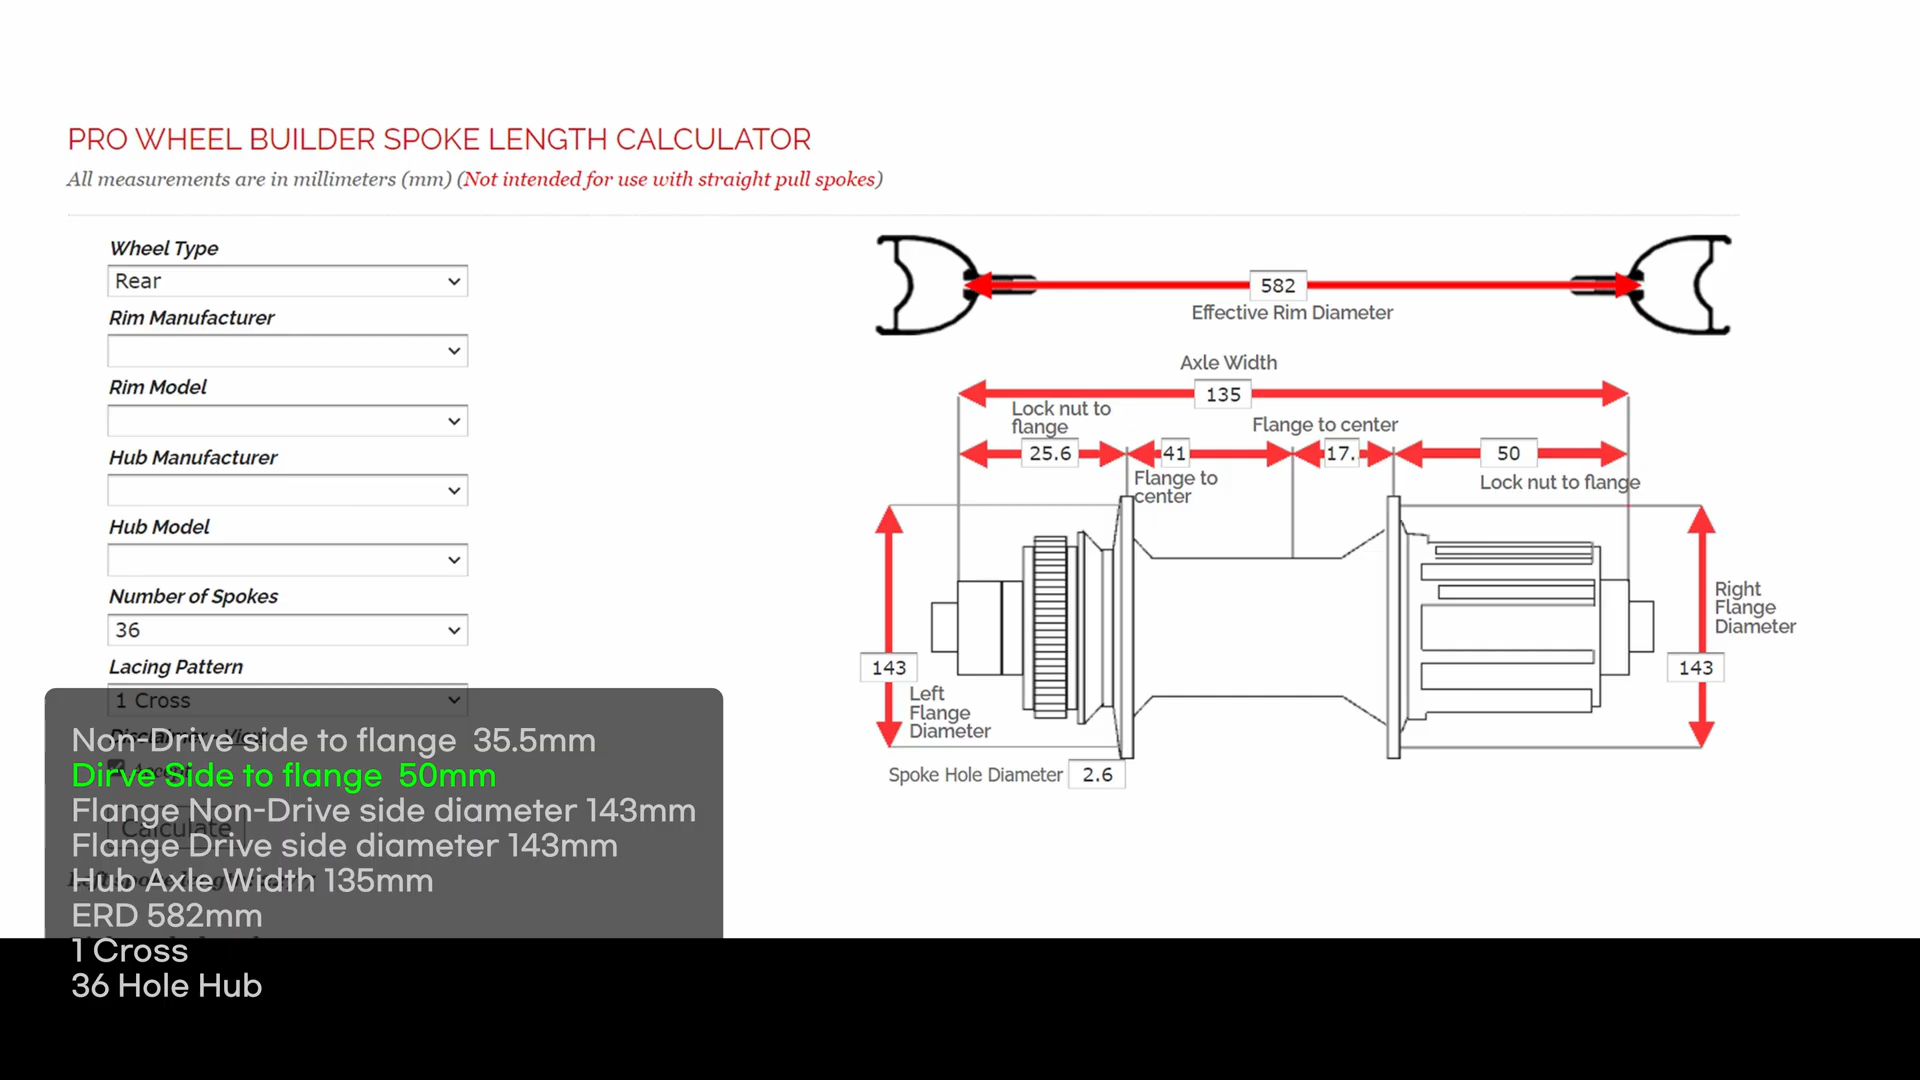 PRO WHEEL BUILDER SPOKE LENGTH CALCULATOR
All measurements are in millimeters (mm) (Not intended for use with straight pull spokes)
Wheel Type
Rear
Rim Manufacturer
Rim Model
Hub Manufacturer
Hub Model
Number of Spokes
36
Lacing Pattern
1 Cross
Calculate
582
Effective Rim Diameter
Axle Width
135
Lock nut to
flange
Flange to center
25.6
41
17.
50
Flange to
center
Lock nut to flange
143
Left
Flange
Diameter
Right
Flange
Diameter
143
Spoke Hole Diameter 2.6
Non-Drive side to flange 35.5mm
Dirve Side to flange 50mm
Flange Non-Drive side diameter 143mm
Flange Drive side diameter 143mm
Hub Axle Width 135mm
ERD 582mm
1 Cross
36 Hole Hub